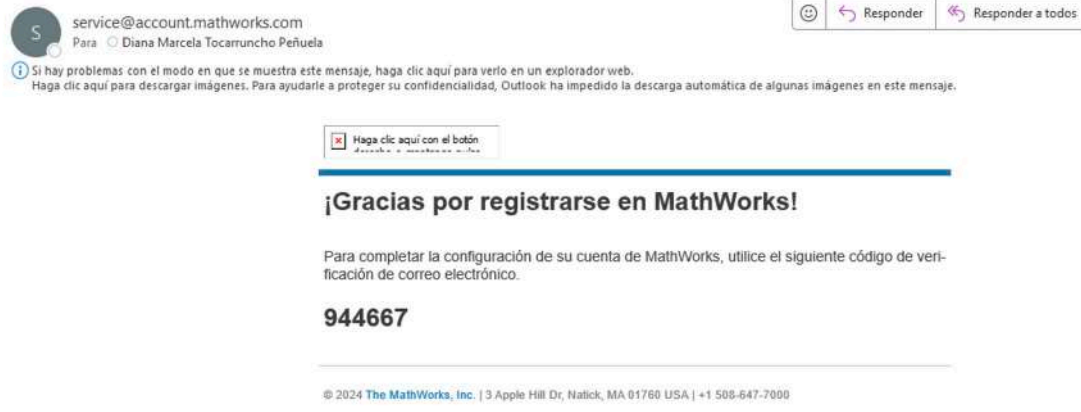 S
service@account.mathworks.com
Para Diana Marcela Tocarruncho Peñuela
Responder
Responder a todos
Si hay problemas con el modo en que se muestra este mensaje, haga clic aquí para verlo en un explorador web.
Haga clic aquí para descargar imágenes. Para ayudarle a proteger su confidencialidad, Outlook ha impedido la descarga automática de algunas imágenes en este mensaje.
Haga clic aquí con el botón
¡Gracias por registrarse en MathWorks!
Para completar la configuración de su cuenta de MathWorks, utilice el siguiente código de veri-
ficación de correo electrónico.
944667
© 2024 The MathWorks, Inc. | 3 Apple Hill Dr, Natick, MA 01760 USA | +1 508-647-7000